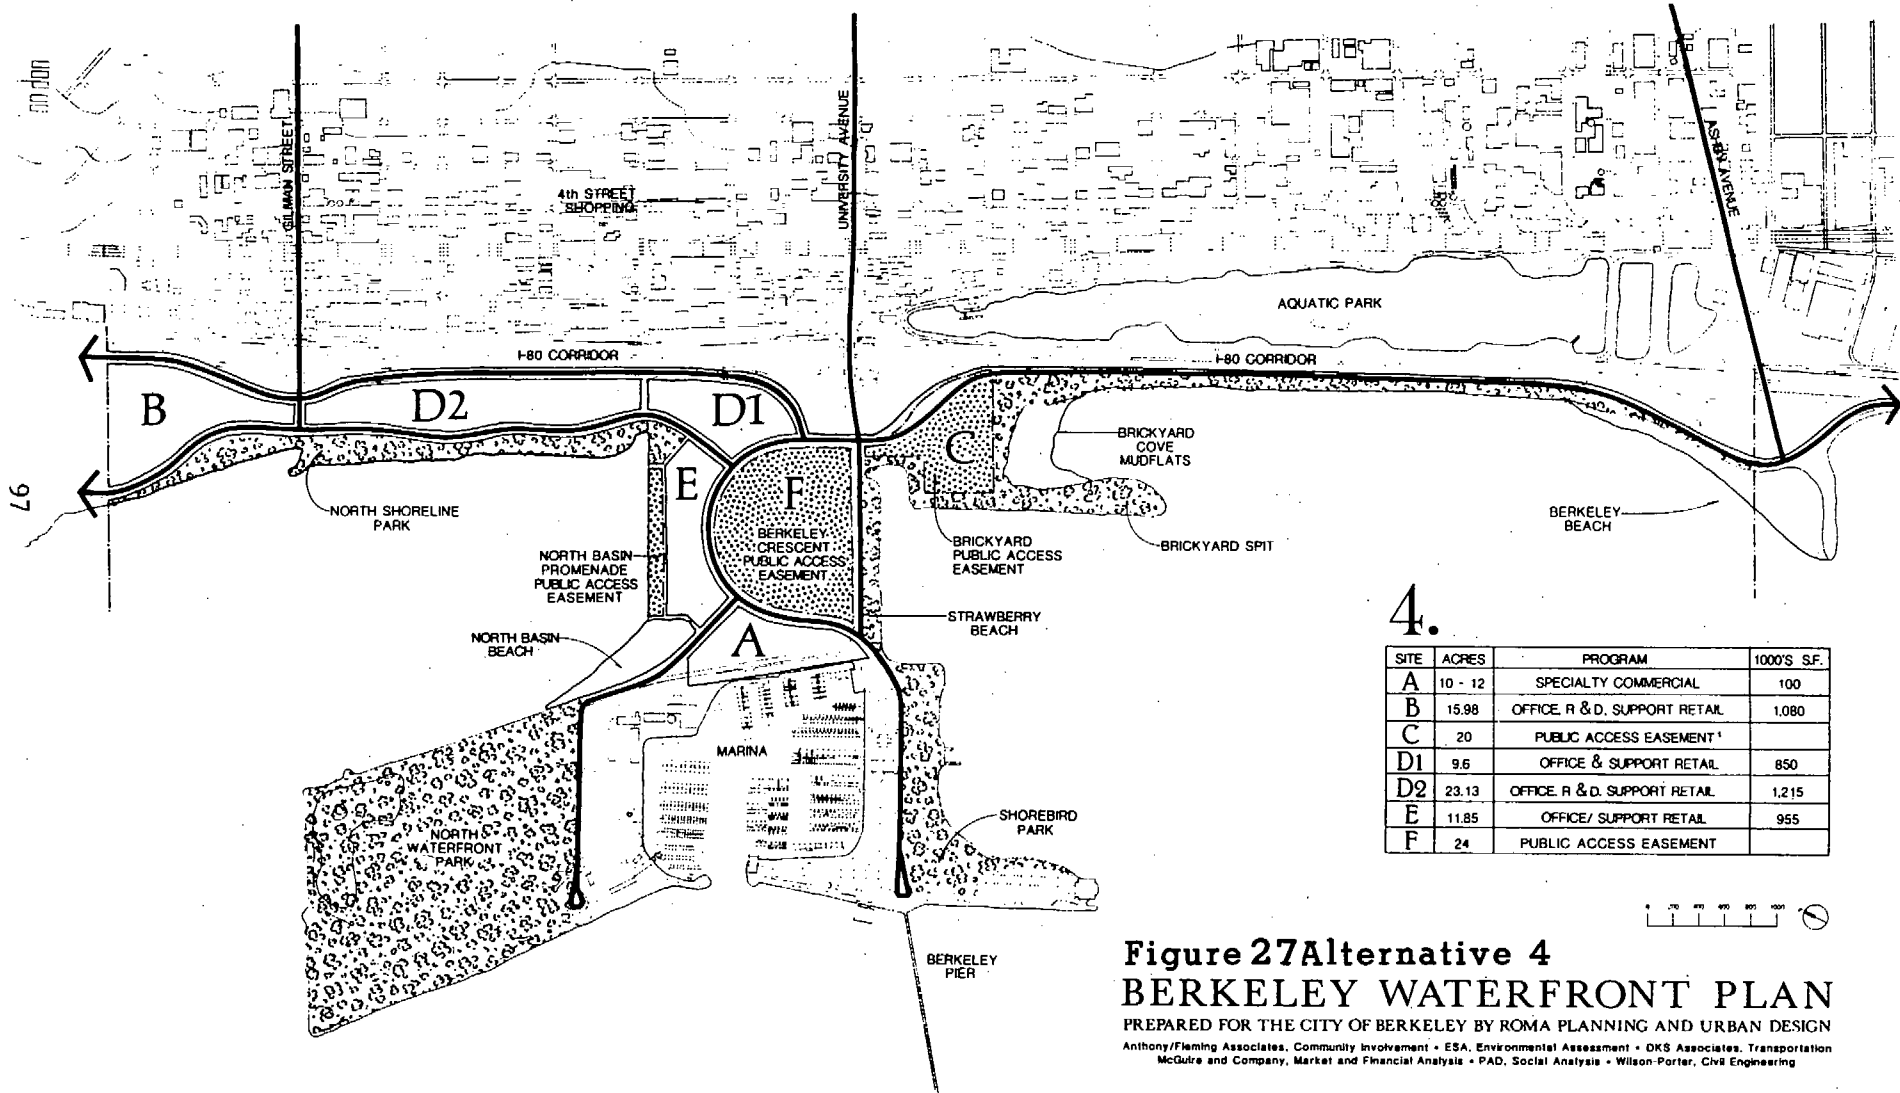 GILMAN STREET
UNIVERSITY AVENUE
ASHBY AVENUE
4th STREET
SHOPPING
AQUATIC PARK
I-80 CORRIDOR
I-80 CORRIDOR
B
D2
D1
C
E
F
A
BRICKYARD
COVE
MUDFLATS
NORTH SHORELINE
PARK
BERKELEY
BEACH
BERKELEY
CRESCENT
PUBLIC ACCESS
EASEMENT
BRICKYARD
PUBLIC ACCESS
EASEMENT
BRICKYARD SPIT
NORTH BASIN
PROMENADE
PUBLIC ACCESS
EASEMENT
97
STRAWBERRY
BEACH
NORTH BASIN
BEACH
MARINA
NORTH
WATERFRONT
PARK
SHOREBIRD
PARK
BERKELEY
PIER
4.
SITE ACRES PROGRAM 1000'S S.F.
A 10 - 12 SPECIALTY COMMERCIAL 100
B 15.98 OFFICE, R & D, SUPPORT RETAIL 1,080
C 20 PUBLIC ACCESS EASEMENT¹
D1 9.6 OFFICE & SUPPORT RETAIL 850
D2 23.13 OFFICE, R & D, SUPPORT RETAIL 1,215
E 11.85 OFFICE/ SUPPORT RETAIL 955
F 24 PUBLIC ACCESS EASEMENT
Figure 27 Alternative 4
BERKELEY WATERFRONT PLAN
PREPARED FOR THE CITY OF BERKELEY BY ROMA PLANNING AND URBAN DESIGN
Anthony/Fleming Associates, Community Involvement • ESA, Environmental Assessment • DKS Associates, Transportation
McGuire and Company, Market and Financial Analysis • PAD, Social Analysis • Wilson-Porter, Civil Engineering